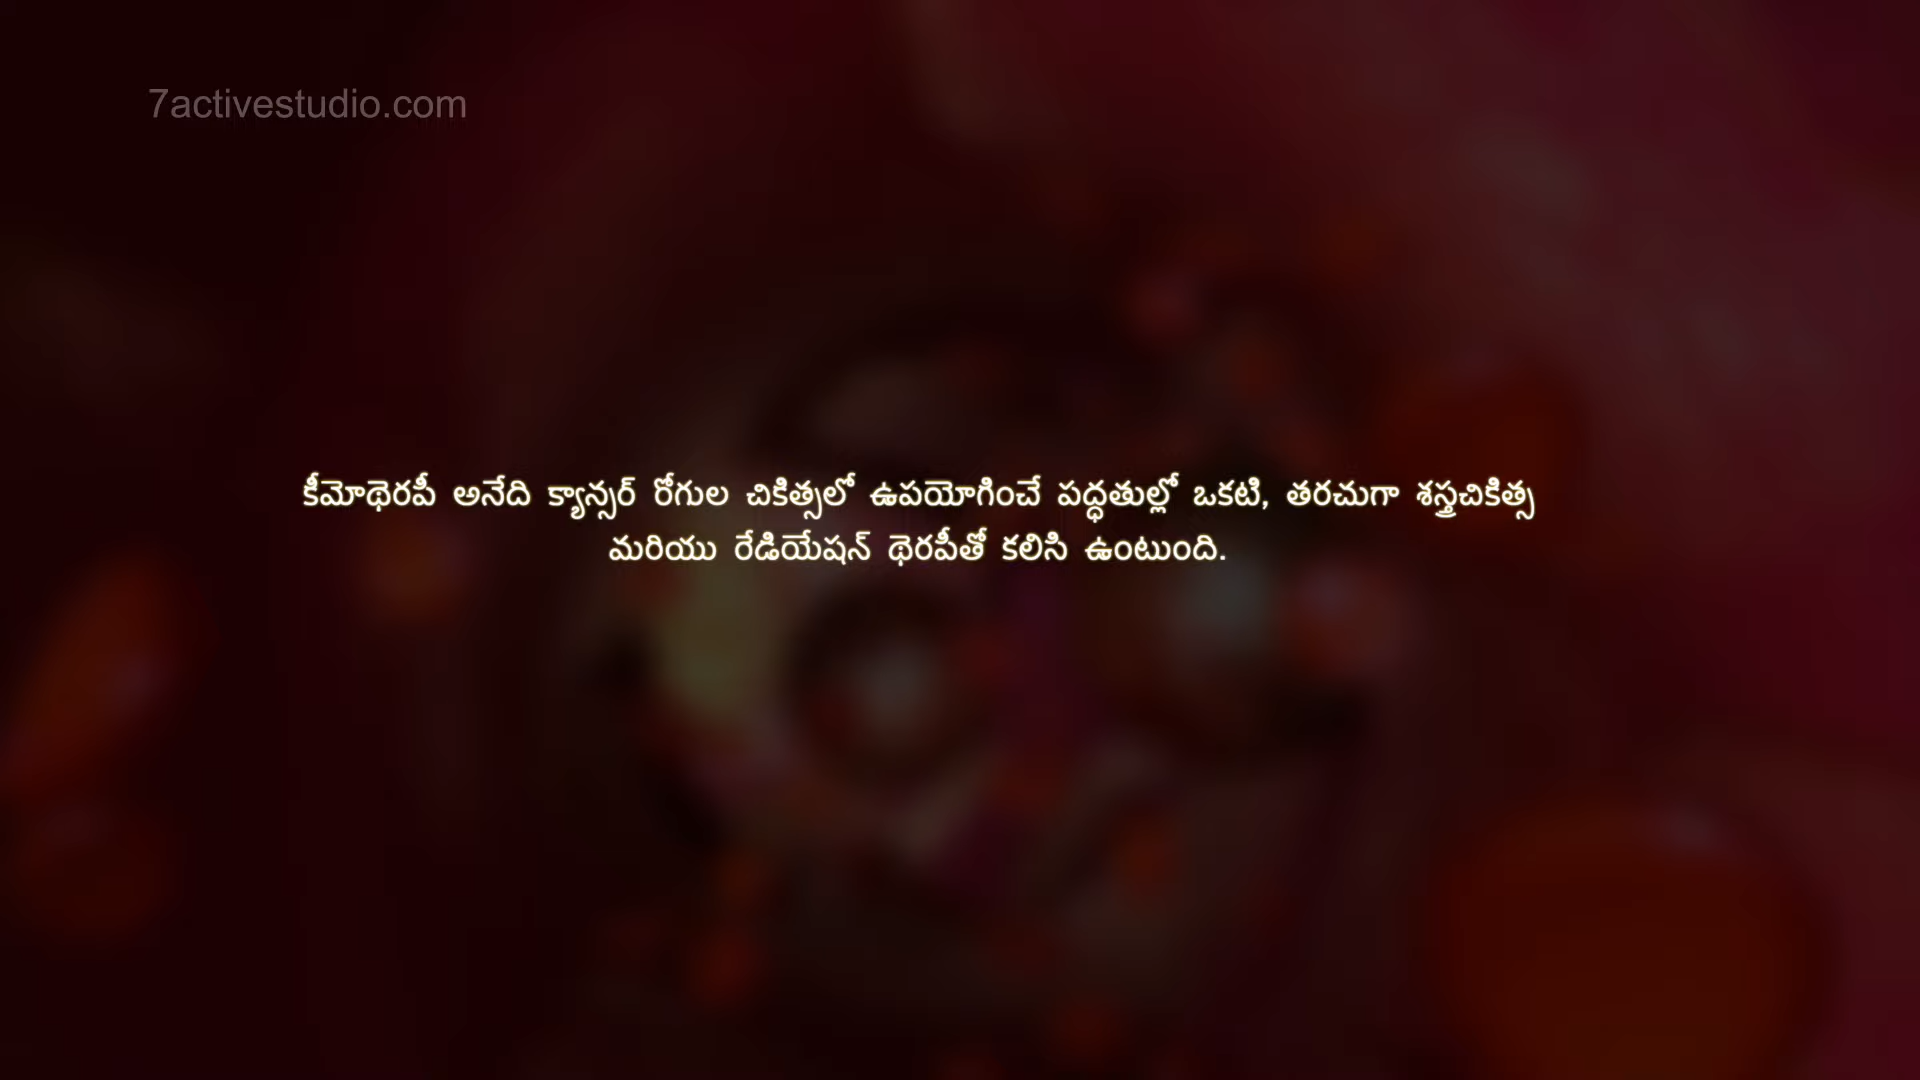 7activestudio.com
కీమోథెరపీ అనేది క్యాన్సర్ రోగుల చికిత్సలో ఉపయోగించే పద్ధతుల్లో ఒకటి, తరచుగా శస్త్రచికిత్స
మరియు రేడియేషన్ థెరపీతో కలిసి ఉంటుంది.